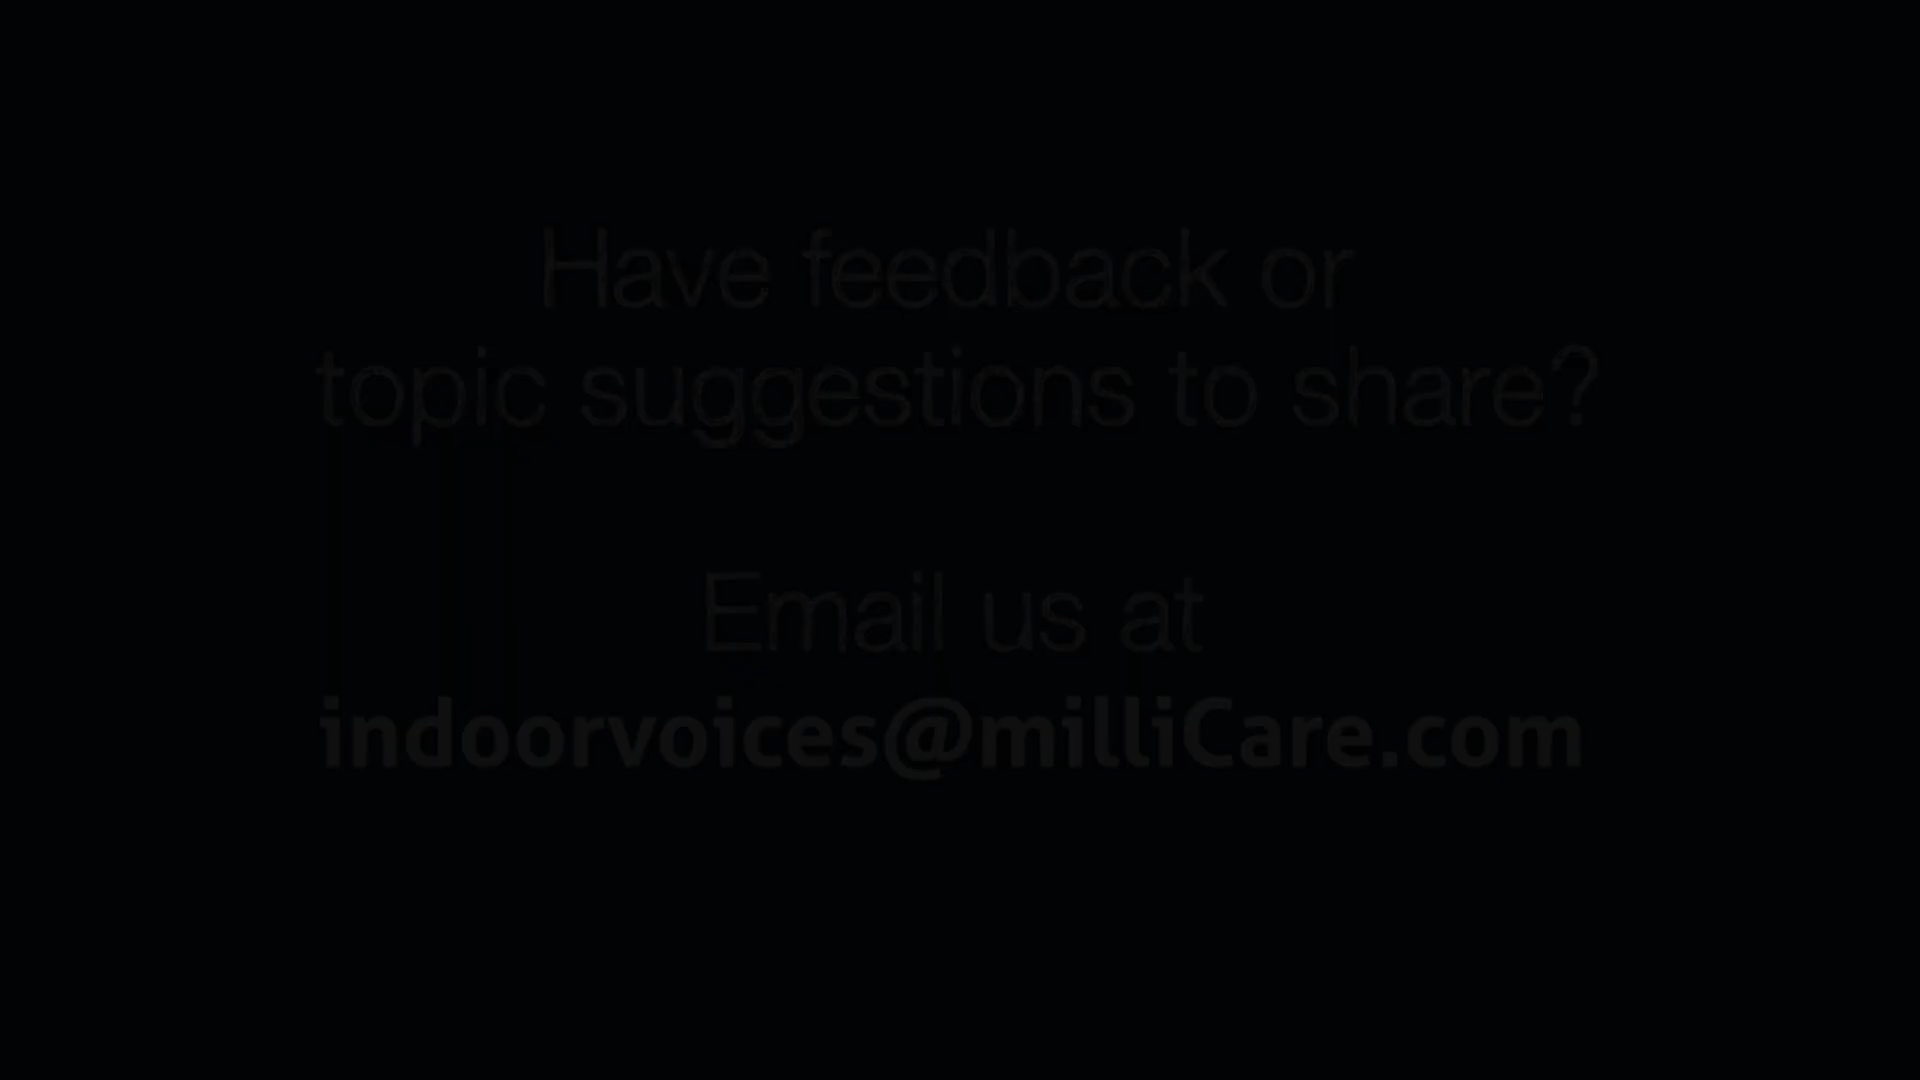 Have feedback or
topic suggestions to share?
Email us at
indoorvoices@milliCare.com